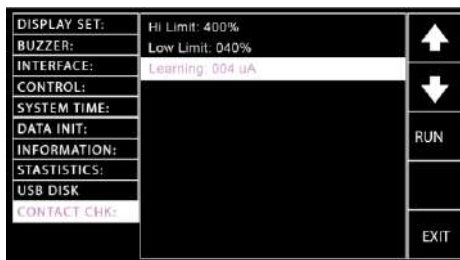 DISPLAY SET:
BUZZER:
INTERFACE:
CONTROL:
SYSTEM TIME:
DATA INIT:
INFORMATION:
STASTISTICS:
USB DISK
CONTACT CHK:
Hi Limit: 400%
Low Limit: 040%
Learning: 004 uA
RUN
EXIT